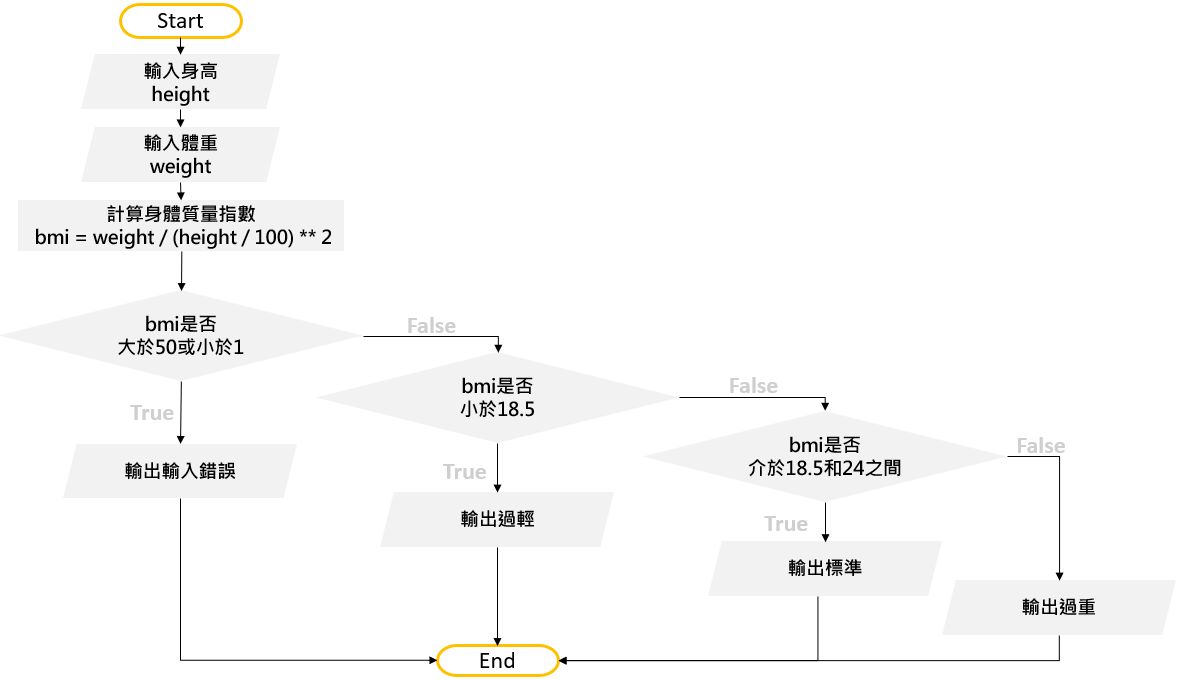 Start
輸入身高
height
輸入體重
weight
計算身體質量指數
bmi = weight / (height / 100) ** 2
bmi是否
大於50或小於1
False
True
輸出輸入錯誤
bmi是否
小於18.5
False
True
輸出過輕
bmi是否
介於18.5和24之間
False
True
輸出標準
輸出過重
End